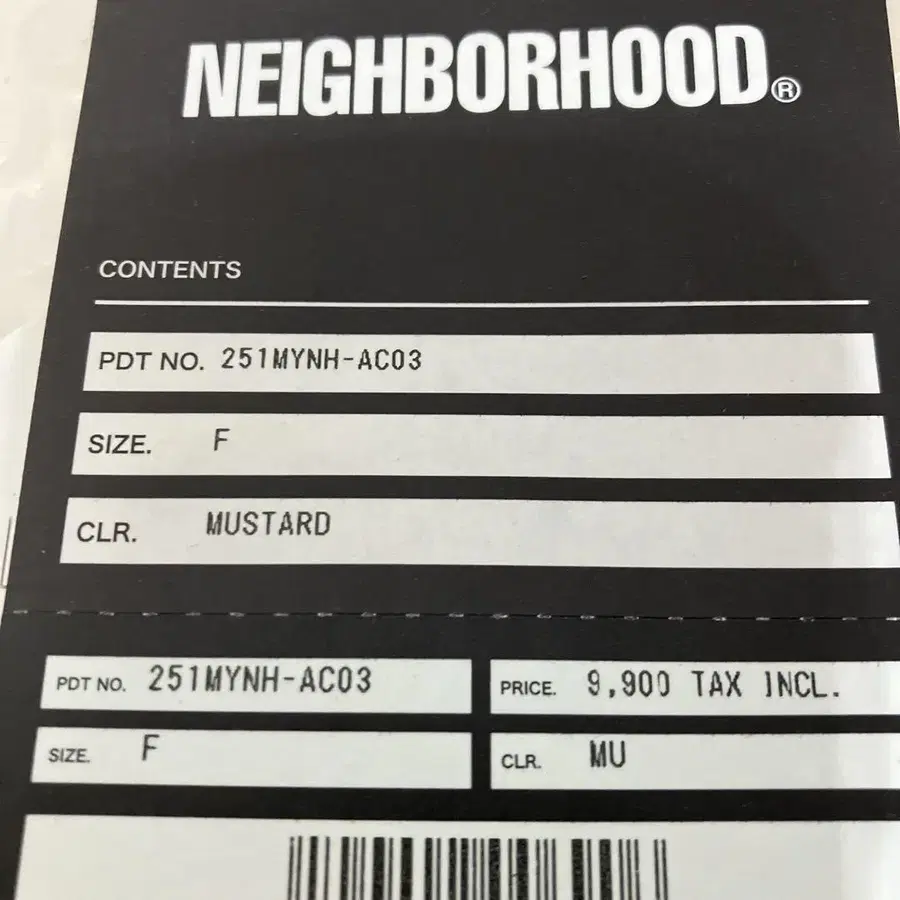 NEIGHBORHOOD®
CONTENTS
PDT NO. 251MYNH-AC03
SIZE. F
CLR. MUSTARD
PDT NO. 251MYNH-AC03
PRICE. 9,900 TAX INCL.
SIZE. F
CLR. MU